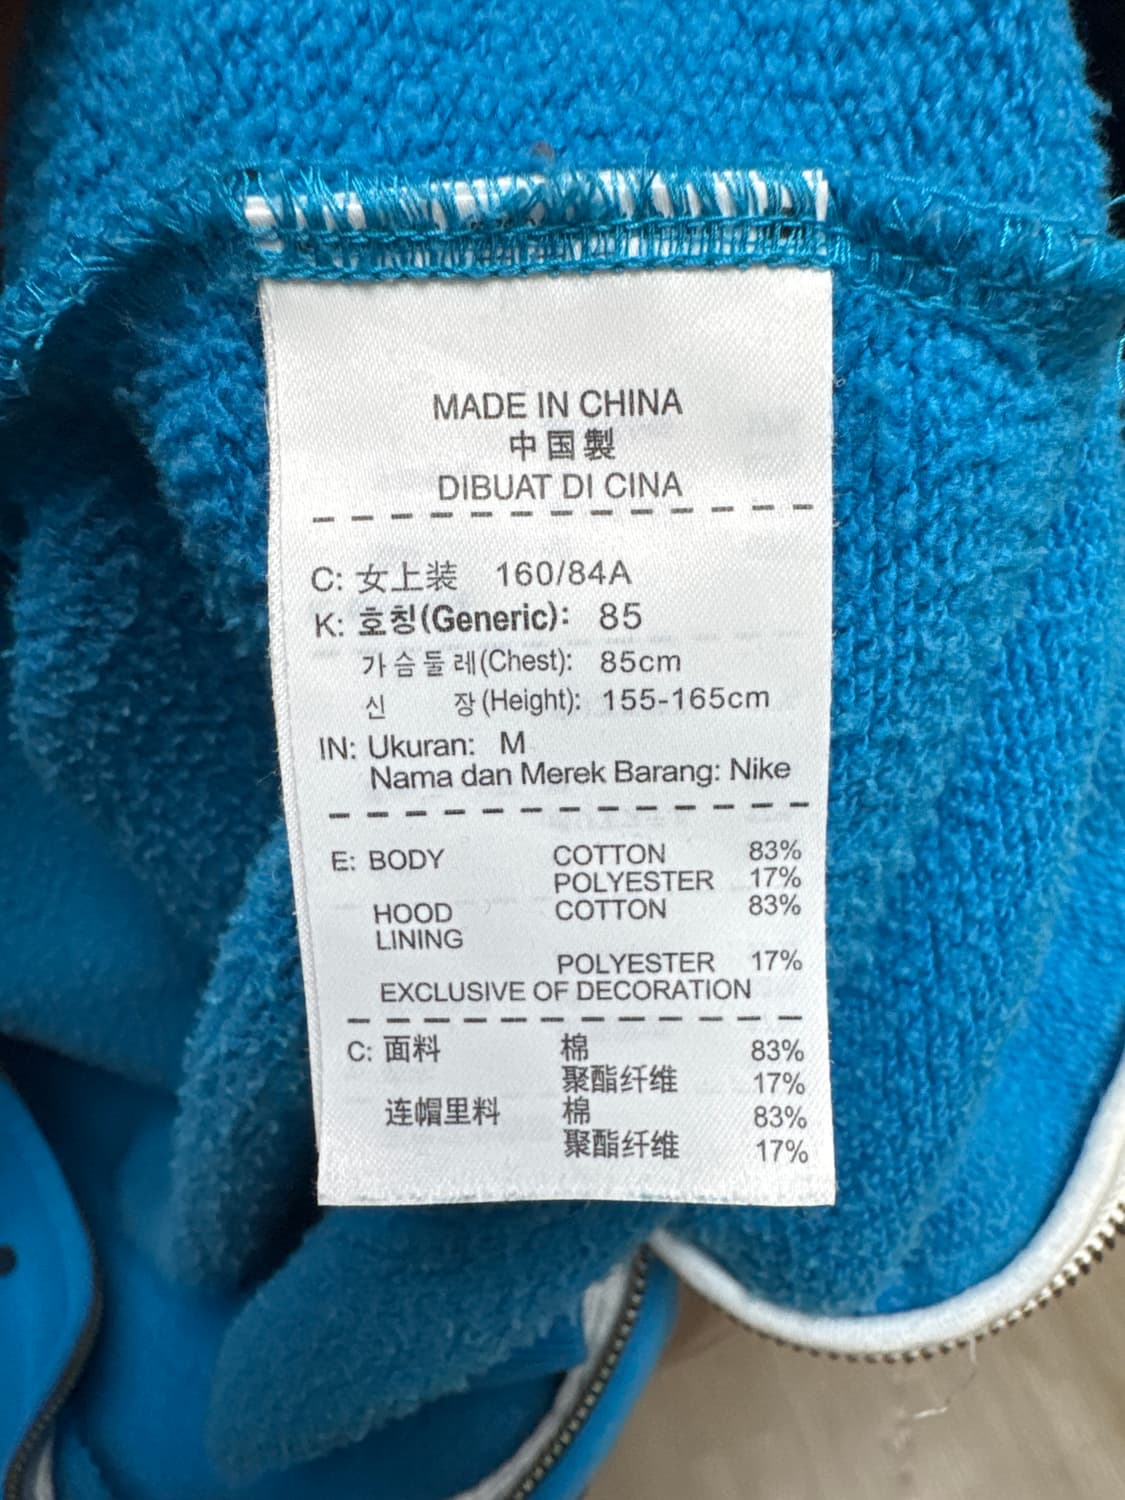 MADE IN CHINA
中国製
DIBUAT DI CINA
C: 女上装 160/84A
K: 호칭(Generic): 85
가슴둘레(Chest): 85cm
신 장(Height): 155-165cm
IN: Ukuran: M
Nama dan Merek Barang: Nike
E: BODY COTTON 83%
POLYESTER 17%
HOOD COTTON 83%
LINING
POLYESTER 17%
EXCLUSIVE OF DECORATION
C: 面料 棉 83%
聚酯纤维 17%
连帽里料 棉 83%
聚酯纤维 17%